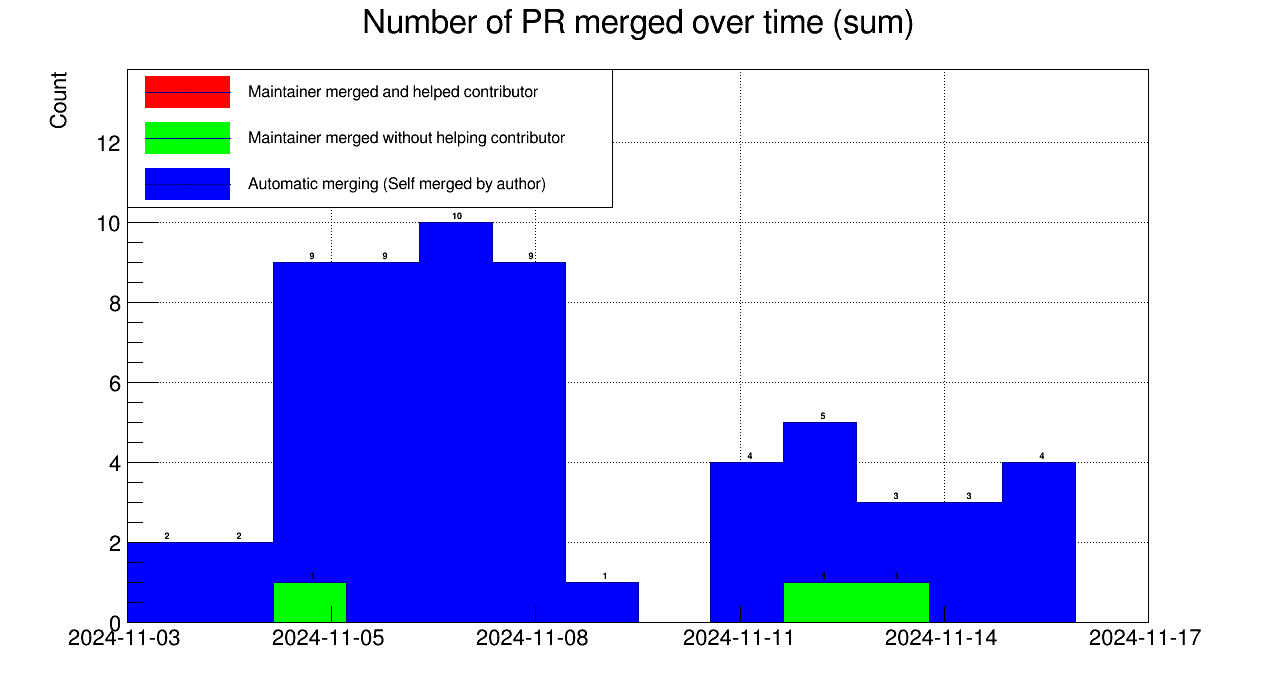 Number of PR merged over time (sum)
Count
Maintainer merged and helped contributor
Maintainer merged without helping contributor
Automatic merging (Self merged by author)
12
10
8
6
4
2
0
10
9 9 9
5
4 4
3 3
2 2
1
1 1 1
2024-11-03 2024-11-05 2024-11-08 2024-11-11 2024-11-14 2024-11-17